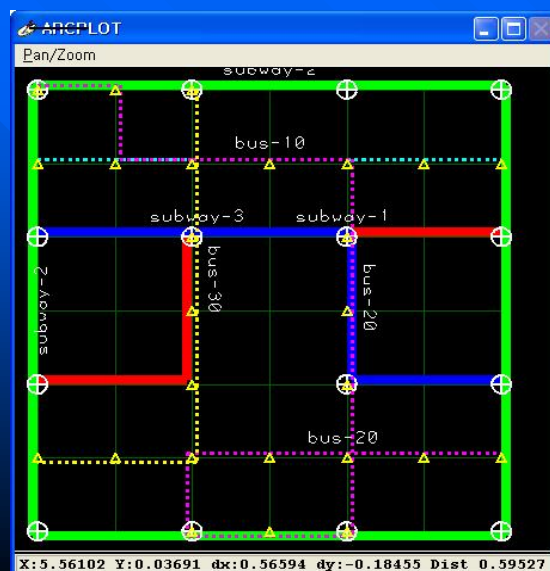 ARCPLOT
Pan/Zoom
subway-2
bus-10
subway-3 subway-1
subway-2
bus-30
bus-20
bus-20
X:5.56102 Y:0.03691 dx:0.56594 dy:-0.18455 Dist 0.59527